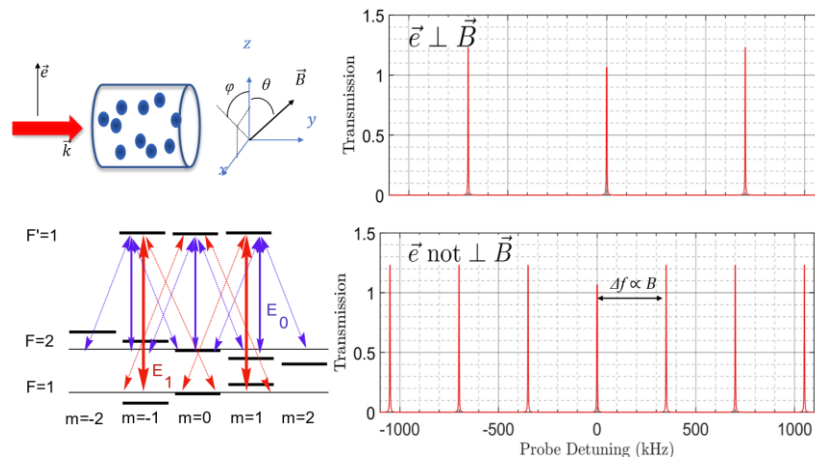 e⃗
k⃗
z
φ
θ
B⃗
y
x
F'=1
F=2
F=1
E₀
E₁
m=-2 m=-1 m=0 m=1 m=2
1.5
1
0.5
0
Transmission
e⃗ ⊥ B⃗
1.5
1
0.5
0
Transmission
e⃗ not ⊥ B⃗
Δf ∝ B
-1000 -500 0 500 1000
Probe Detuning (kHz)